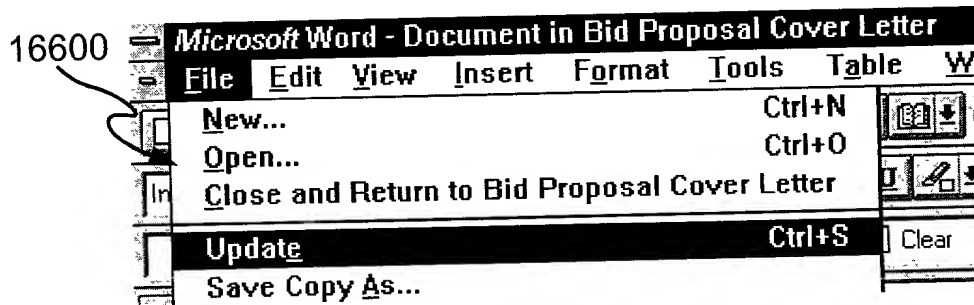 16600
Microsoft Word - Document in Bid Proposal Cover Letter
File Edit View Insert Format Tools Table W
New... Ctrl+N
Open... Ctrl+O
In
Close and Return to Bid Proposal Cover Letter
U
Update Ctrl+S
Clear
Save Copy As...